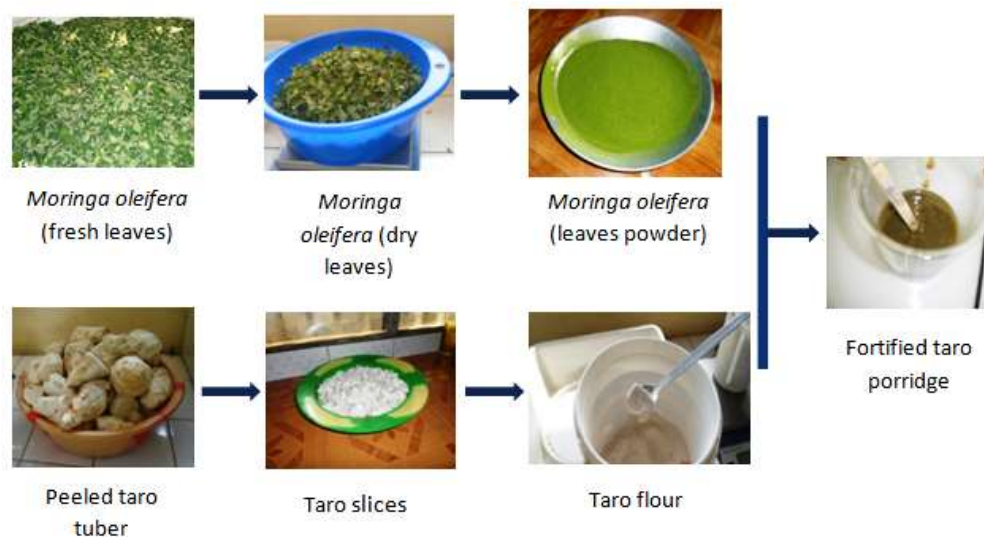 Moringa oleifera
(fresh leaves)
Moringa
oleifera (dry
leaves)
Moringa oleifera
(leaves powder)
Fortified taro
porridge
Peeled taro
tuber
Taro slices
Taro flour